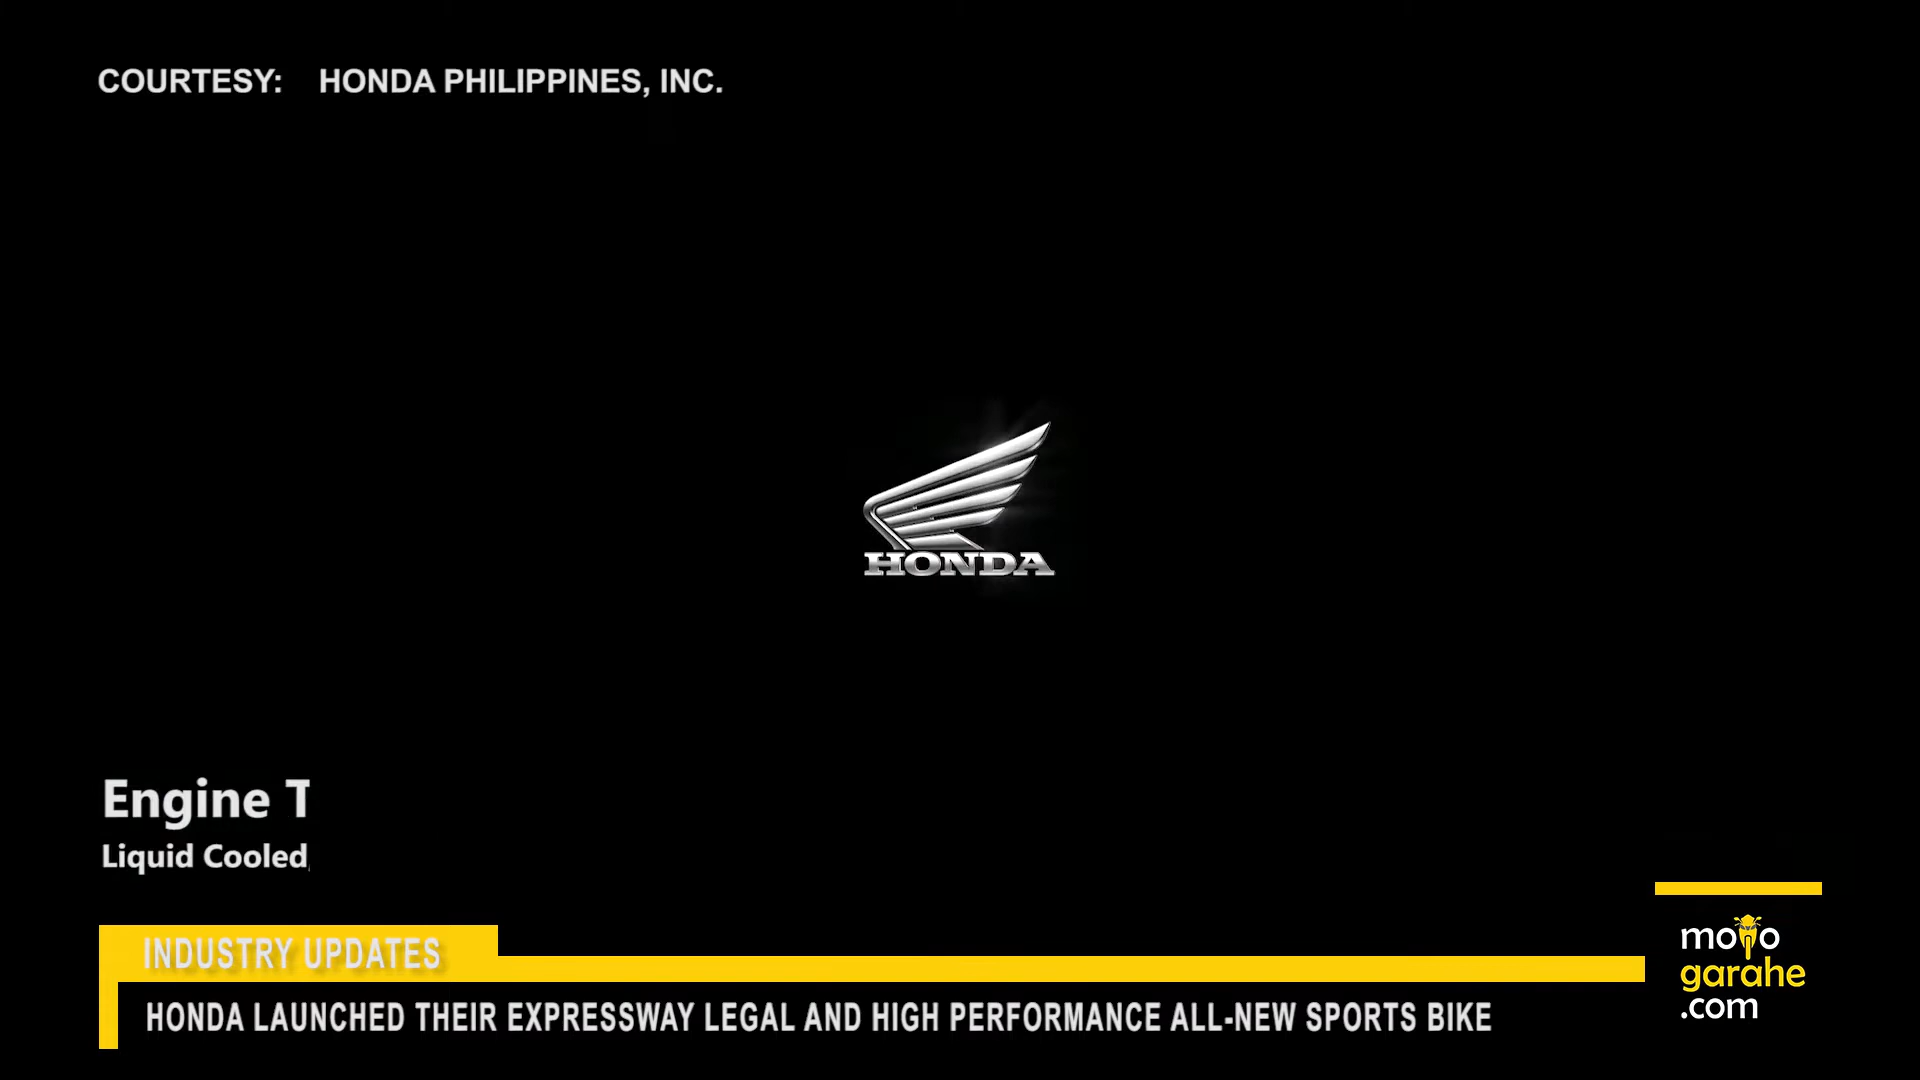 COURTESY: HONDA PHILIPPINES, INC.
HONDA
Engine T
Liquid Cooled,
INDUSTRY UPDATES
HONDA LAUNCHED THEIR EXPRESSWAY LEGAL AND HIGH PERFORMANCE ALL-NEW SPORTS BIKE
moto
garahe
.com